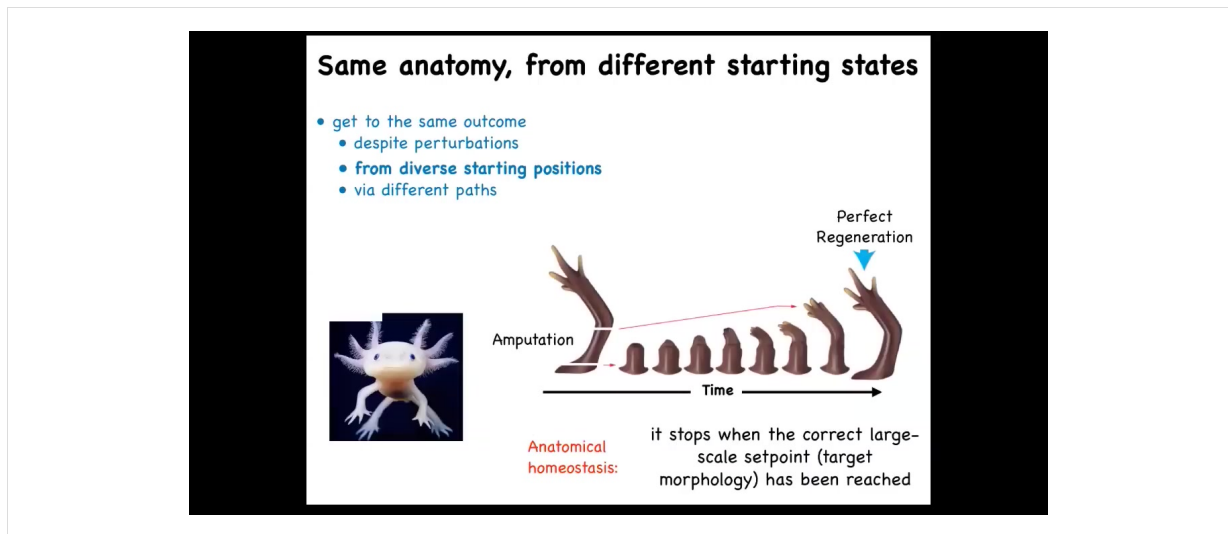 Same anatomy, from different starting states
• get to the same outcome
• despite perturbations
• from diverse starting positions
• via different paths
Perfect
Regeneration
Amputation
Time
Anatomical
homeostasis:
it stops when the correct large-
scale setpoint (target
morphology) has been reached